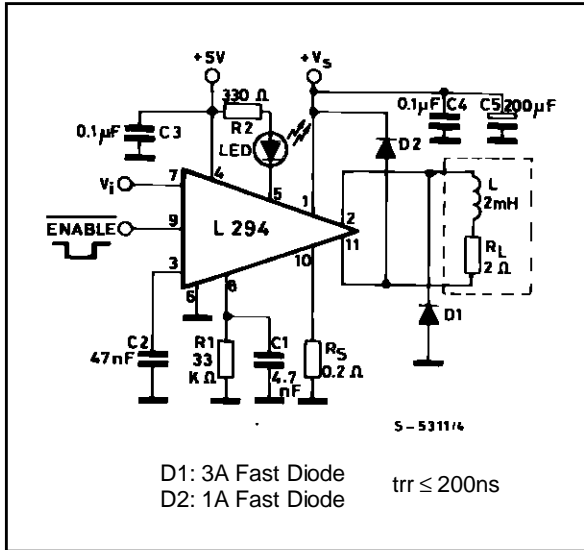 +5V
+Vs
330 Ω
R2
0.1µF C3
LED
0.1µF C4
C5 200µF
D2
Vi
7
4
5
1
2
11
ENABLE
9
L 294
3
6
8
10
L
2mH
RL
2 Ω
D1
C2
47nF
R1
33
KΩ
C1
4.7
nF
RS
0.2 Ω
S-5311/4
D1: 3A Fast Diode
D2: 1A Fast Diode
trr ≤ 200ns